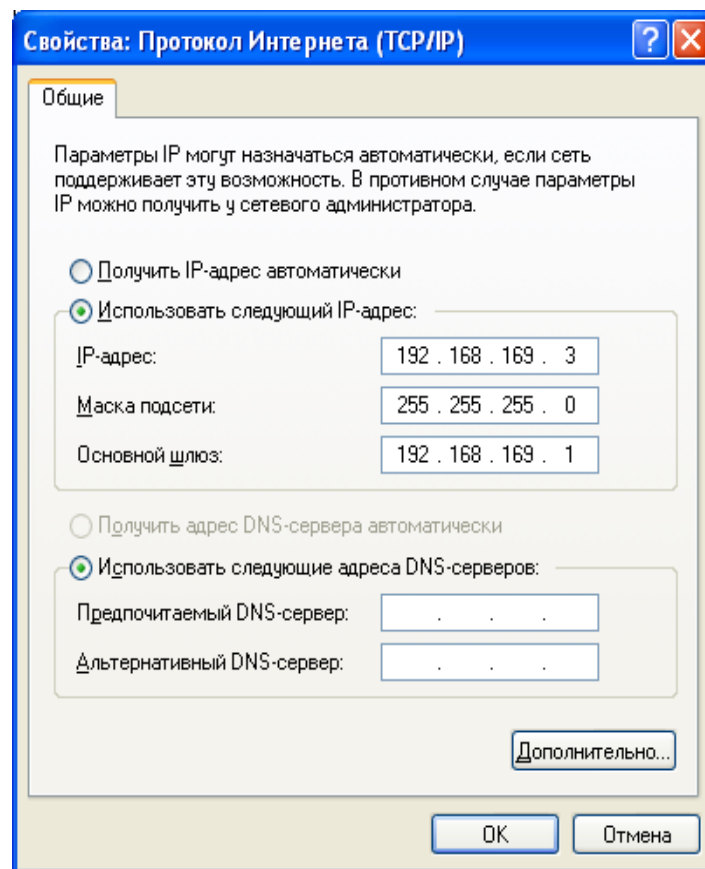 Свойства: Протокол Интернета (TCP/IP)
Общие
Параметры IP могут назначаться автоматически, если сеть
поддерживает эту возможность. В противном случае параметры
IP можно получить у сетевого администратора.
Получить IP-адрес автоматически
Использовать следующий IP-адрес:
IP-адрес: 192 . 168 . 169 . 3
Маска подсети: 255 . 255 . 255 . 0
Основной шлюз: 192 . 168 . 169 . 1
Получить адрес DNS-сервера автоматически
Использовать следующие адреса DNS-серверов:
Предпочитаемый DNS-сервер: . . .
Альтернативный DNS-сервер: . . .
Дополнительно...
OK Отмена